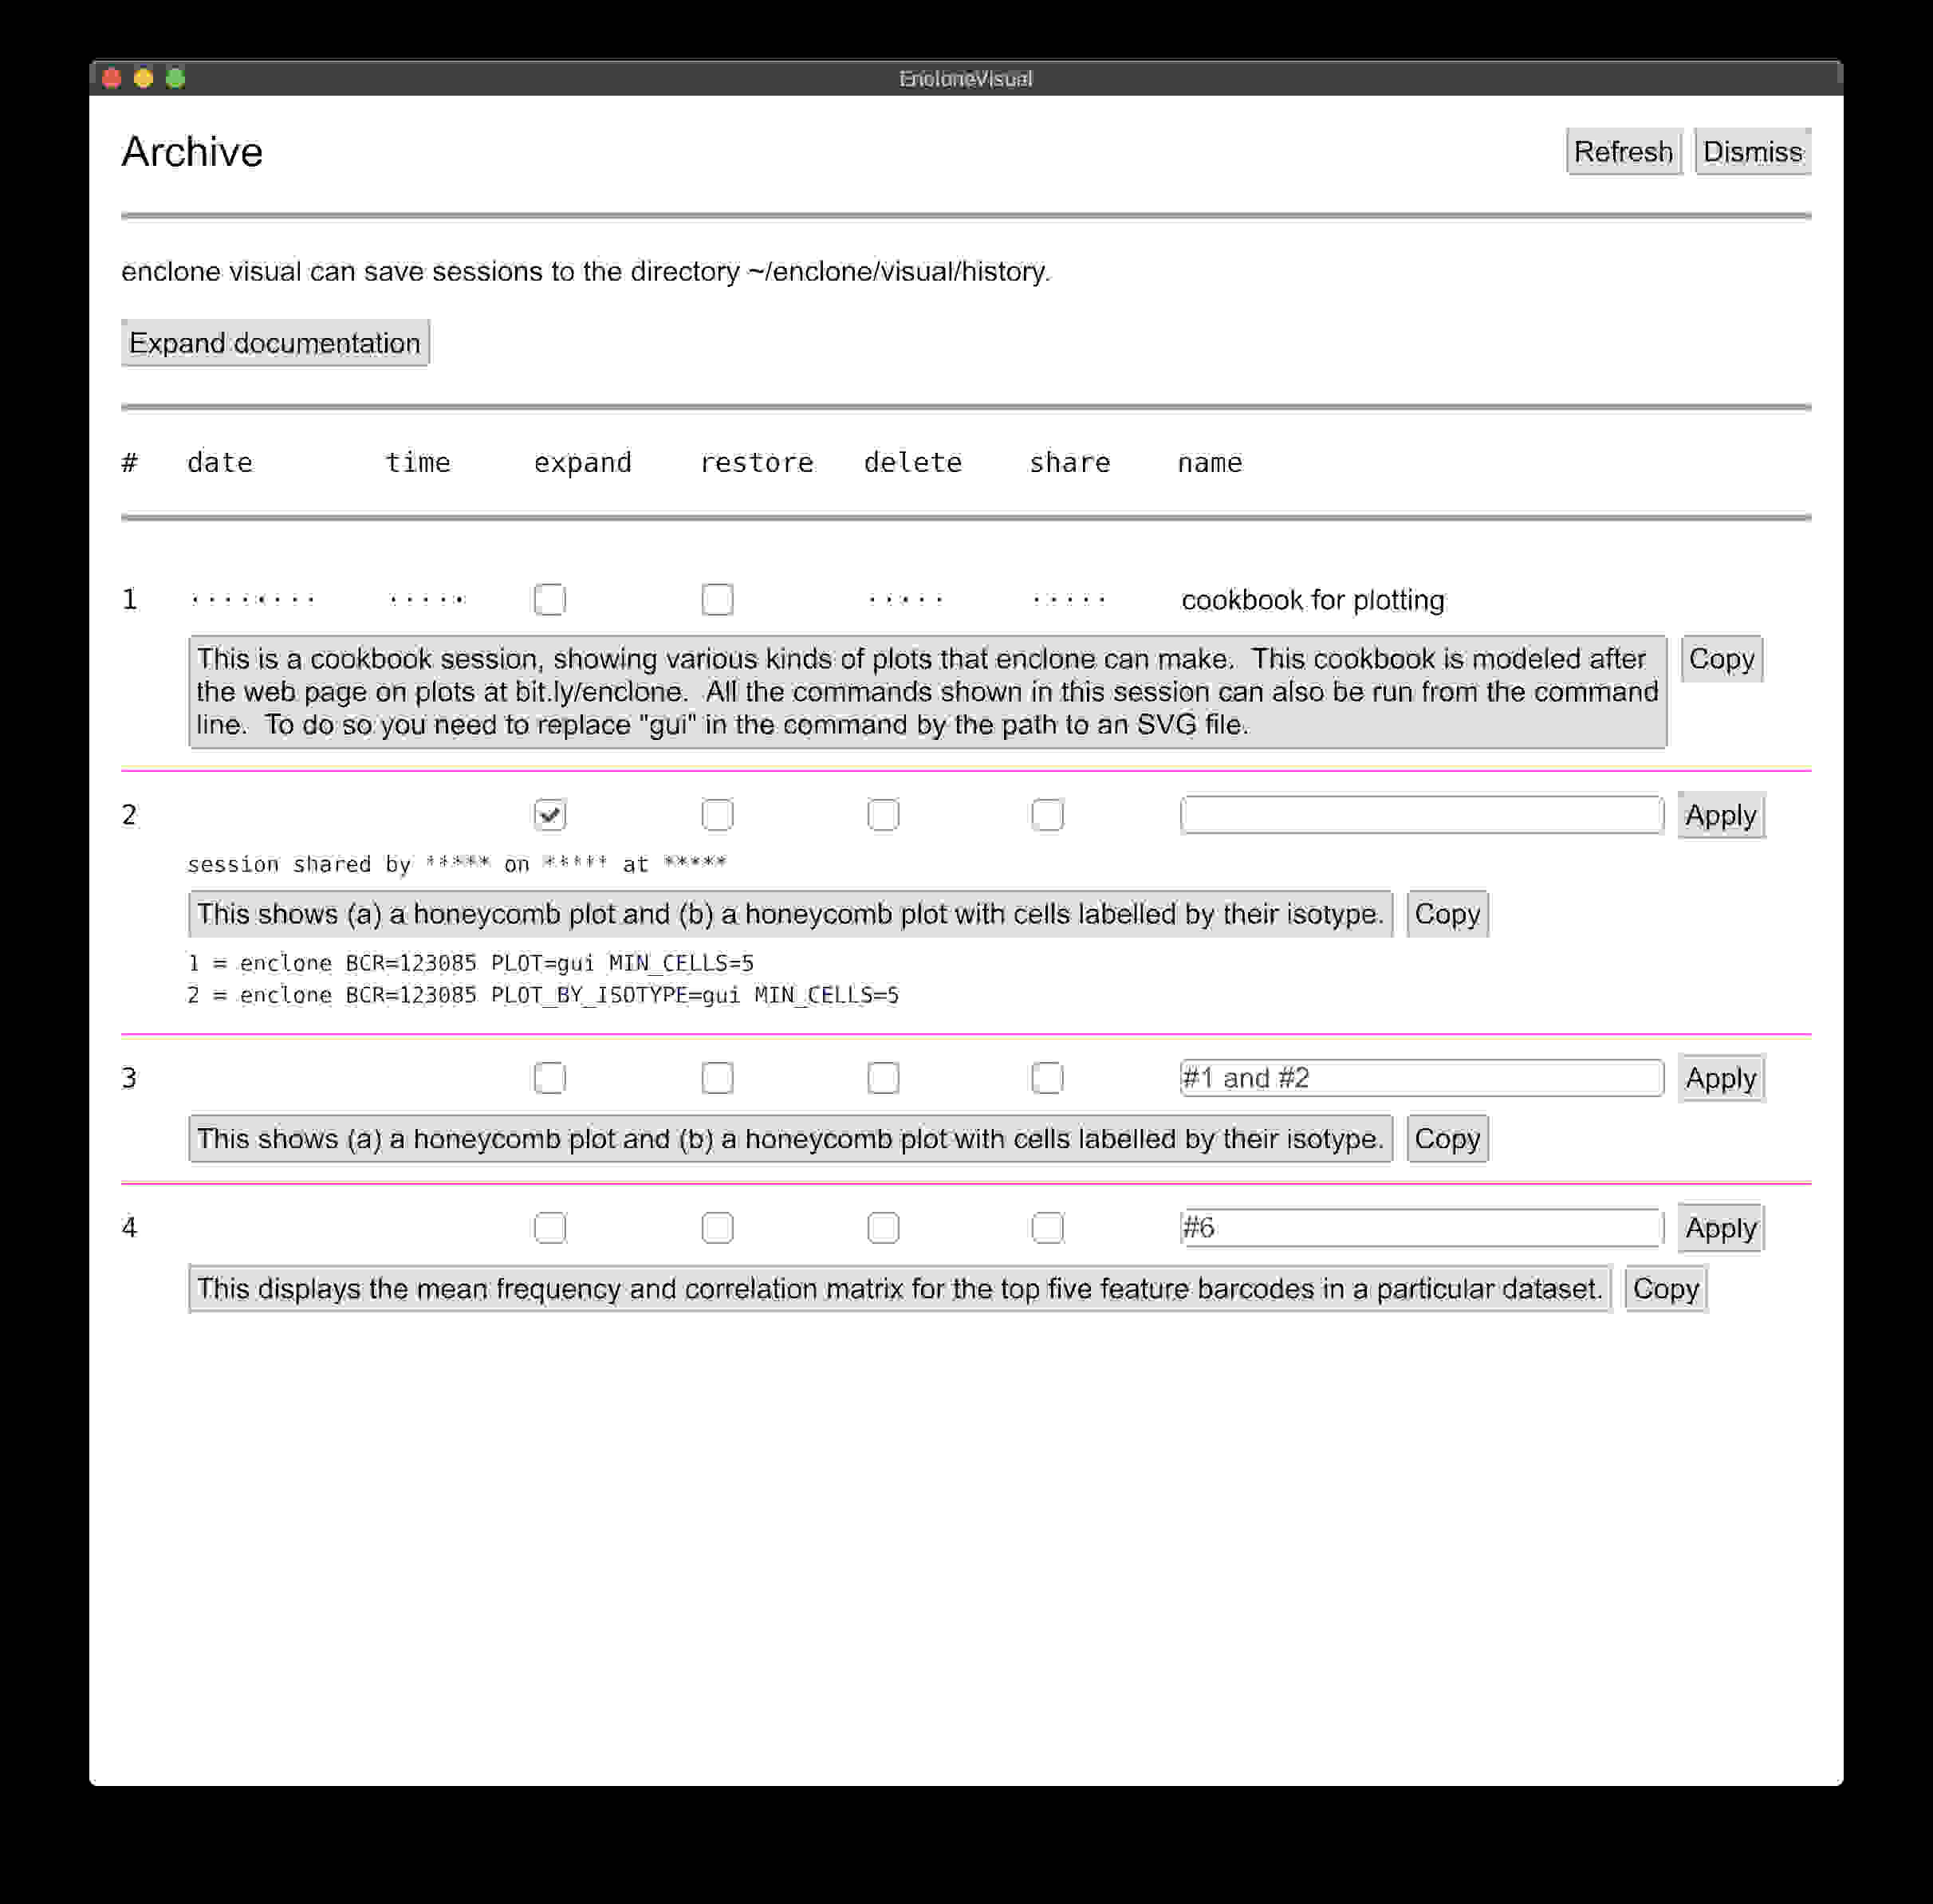 EncloneVisual
Archive Refresh Dismiss
enclone visual can save sessions to the directory ~/enclone/visual/history.
Expand documentation
# date time expand restore delete share name
1 ········ ····· ····· ····· cookbook for plotting
This is a cookbook session, showing various kinds of plots that enclone can make.  This cookbook is modeled after Copy
the web page on plots at bit.ly/enclone.  All the commands shown in this session can also be run from the command
line.  To do so you need to replace "gui" in the command by the path to an SVG file.
2 Apply
session shared by ***** on ***** at *****
This shows (a) a honeycomb plot and (b) a honeycomb plot with cells labelled by their isotype. Copy
1 = enclone BCR=123085 PLOT=gui MIN_CELLS=5
2 = enclone BCR=123085 PLOT_BY_ISOTYPE=gui MIN_CELLS=5
3 #1 and #2 Apply
This shows (a) a honeycomb plot and (b) a honeycomb plot with cells labelled by their isotype. Copy
4 #6 Apply
This displays the mean frequency and correlation matrix for the top five feature barcodes in a particular dataset. Copy